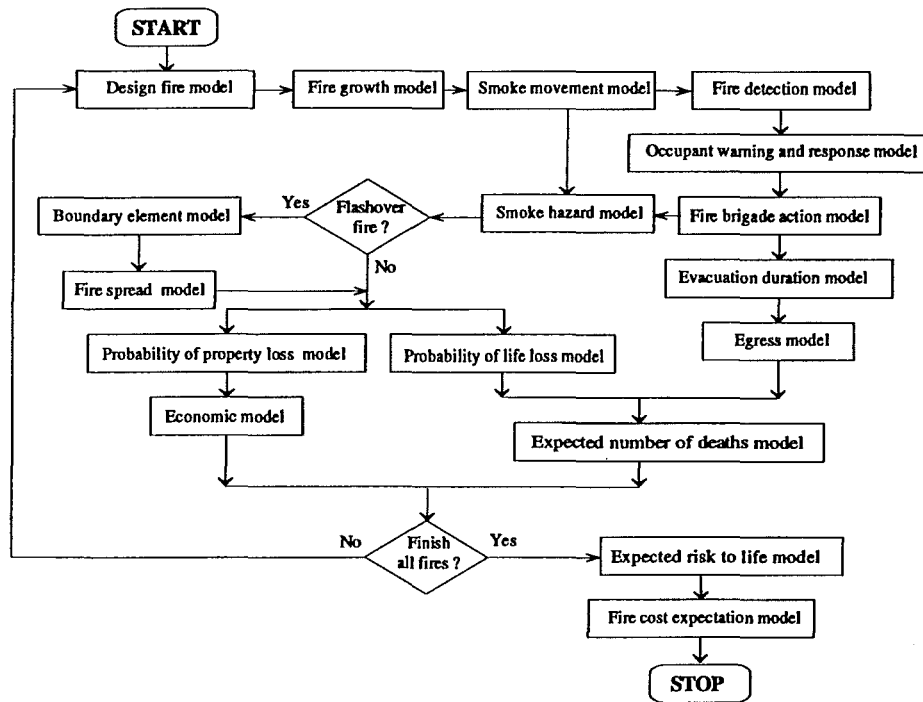 START
Design fire model
Fire growth model
Smoke movement model
Fire detection model
Occupant warning and response model
Boundary element model
Yes
Flashover
fire ?
Smoke hazard model
Fire brigade action model
No
Fire spread model
Evacuation duration model
Probability of property loss model
Probability of life loss model
Egress model
Economic model
Expected number of deaths model
No
Finish
all fires ?
Yes
Expected risk to life model
Fire cost expectation model
STOP